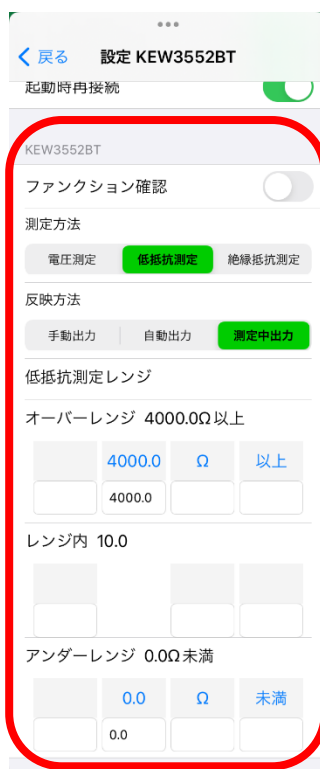 戻る 設定 KEW3552BT
起動時再接続
KEW3552BT
ファンクション確認
測定方法
電圧測定 低抵抗測定 絶縁抵抗測定
反映方法
手動出力 自動出力 測定中出力
低抵抗測定レンジ
オーバーレンジ 4000.0Ω以上
4000.0 Ω 以上
4000.0
レンジ内 10.0
アンダーレンジ 0.0Ω未満
0.0 Ω 未満
0.0